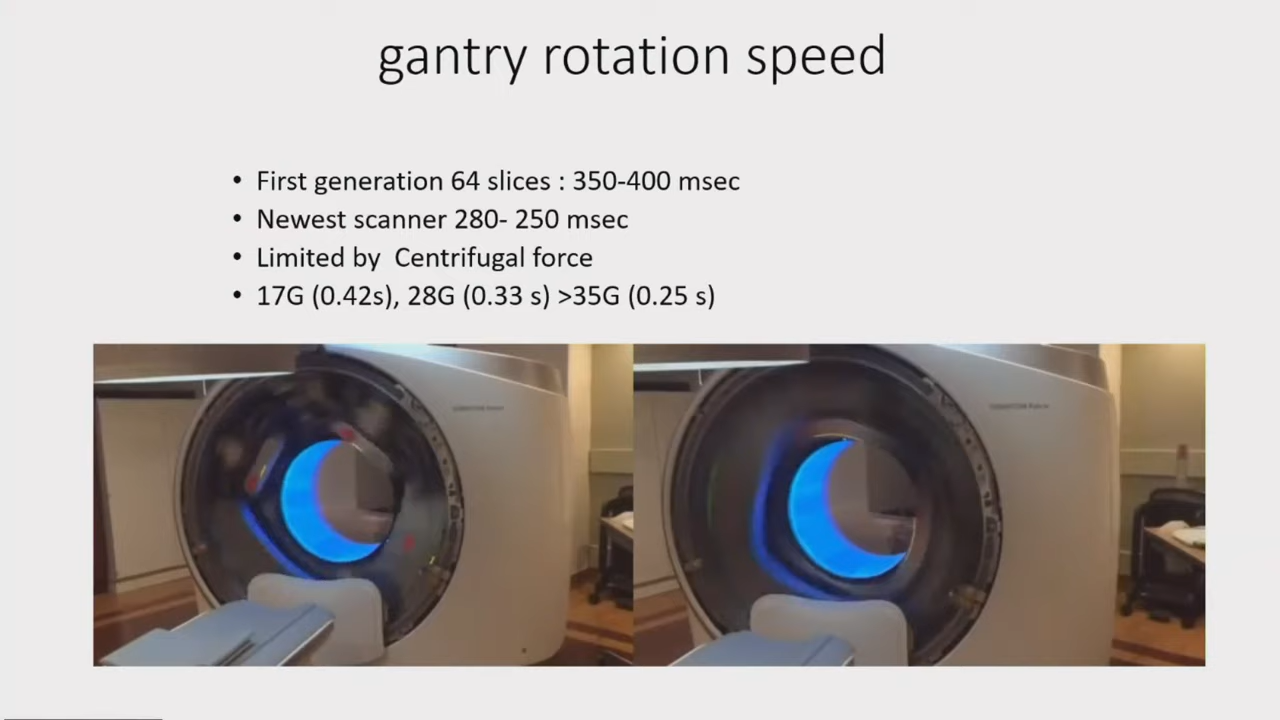 gantry rotation speed
• First generation 64 slices : 350-400 msec
• Newest scanner 280- 250 msec
• Limited by  Centrifugal force
• 17G (0.42s), 28G (0.33 s) >35G (0.25 s)